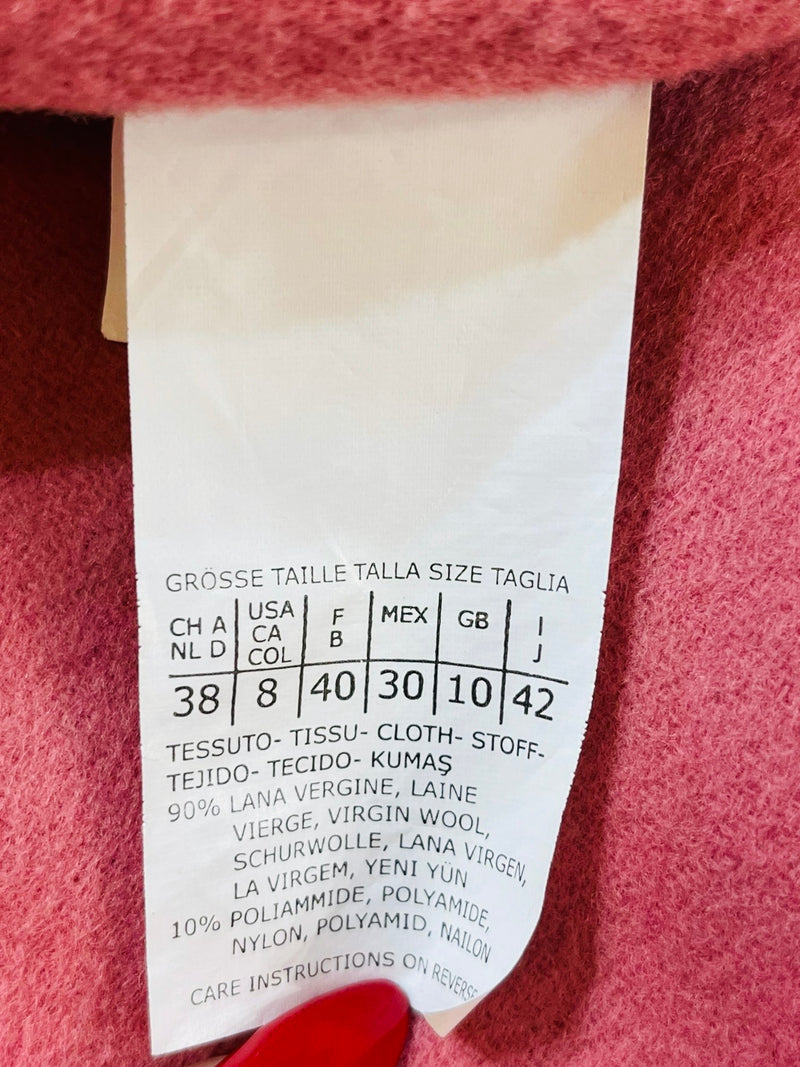 GRÖSSE TAILLE TALLA SIZE TAGLIA
CH A NL D | USA CA COL | F B | MEX | GB | I J
38 | 8 | 40 | 30 | 10 | 42
TESSUTO- TISSU- CLOTH- STOFF-
TEJIDO- TECIDO- KUMAŞ
90% LANA VERGINE, LAINE
VIERGE, VIRGIN WOOL,
SCHURWOLLE, LANA VIRGEN,
LA VIRGEM, YENI YÜN
10% POLIAMMIDE, POLYAMIDE,
NYLON, POLYAMID, NAILON
CARE INSTRUCTIONS ON REVERSE